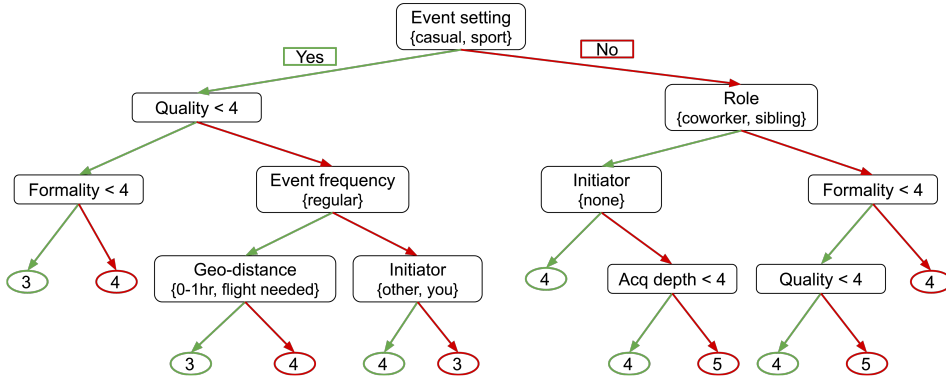 Event setting
{casual, sport}
Yes
No
Quality < 4
Role
{coworker, sibling}
Formality < 4
Event frequency
{regular}
Initiator
{none}
Formality < 4
3
4
Geo-distance
{0-1hr, flight needed}
Initiator
{other, you}
4
Acq depth < 4
Quality < 4
4
3
4
4
3
4
5
4
5